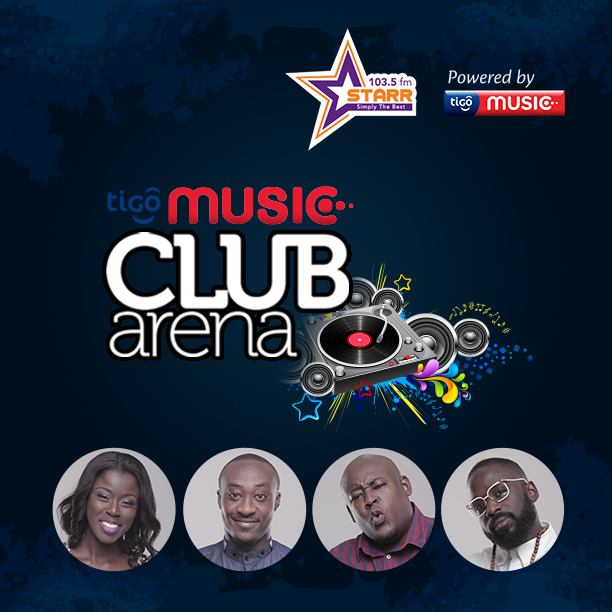 103.5 fm
STARR
Simply The Best
Powered by
tigo MUSIC
tigo MUSIC
CLUB
arena